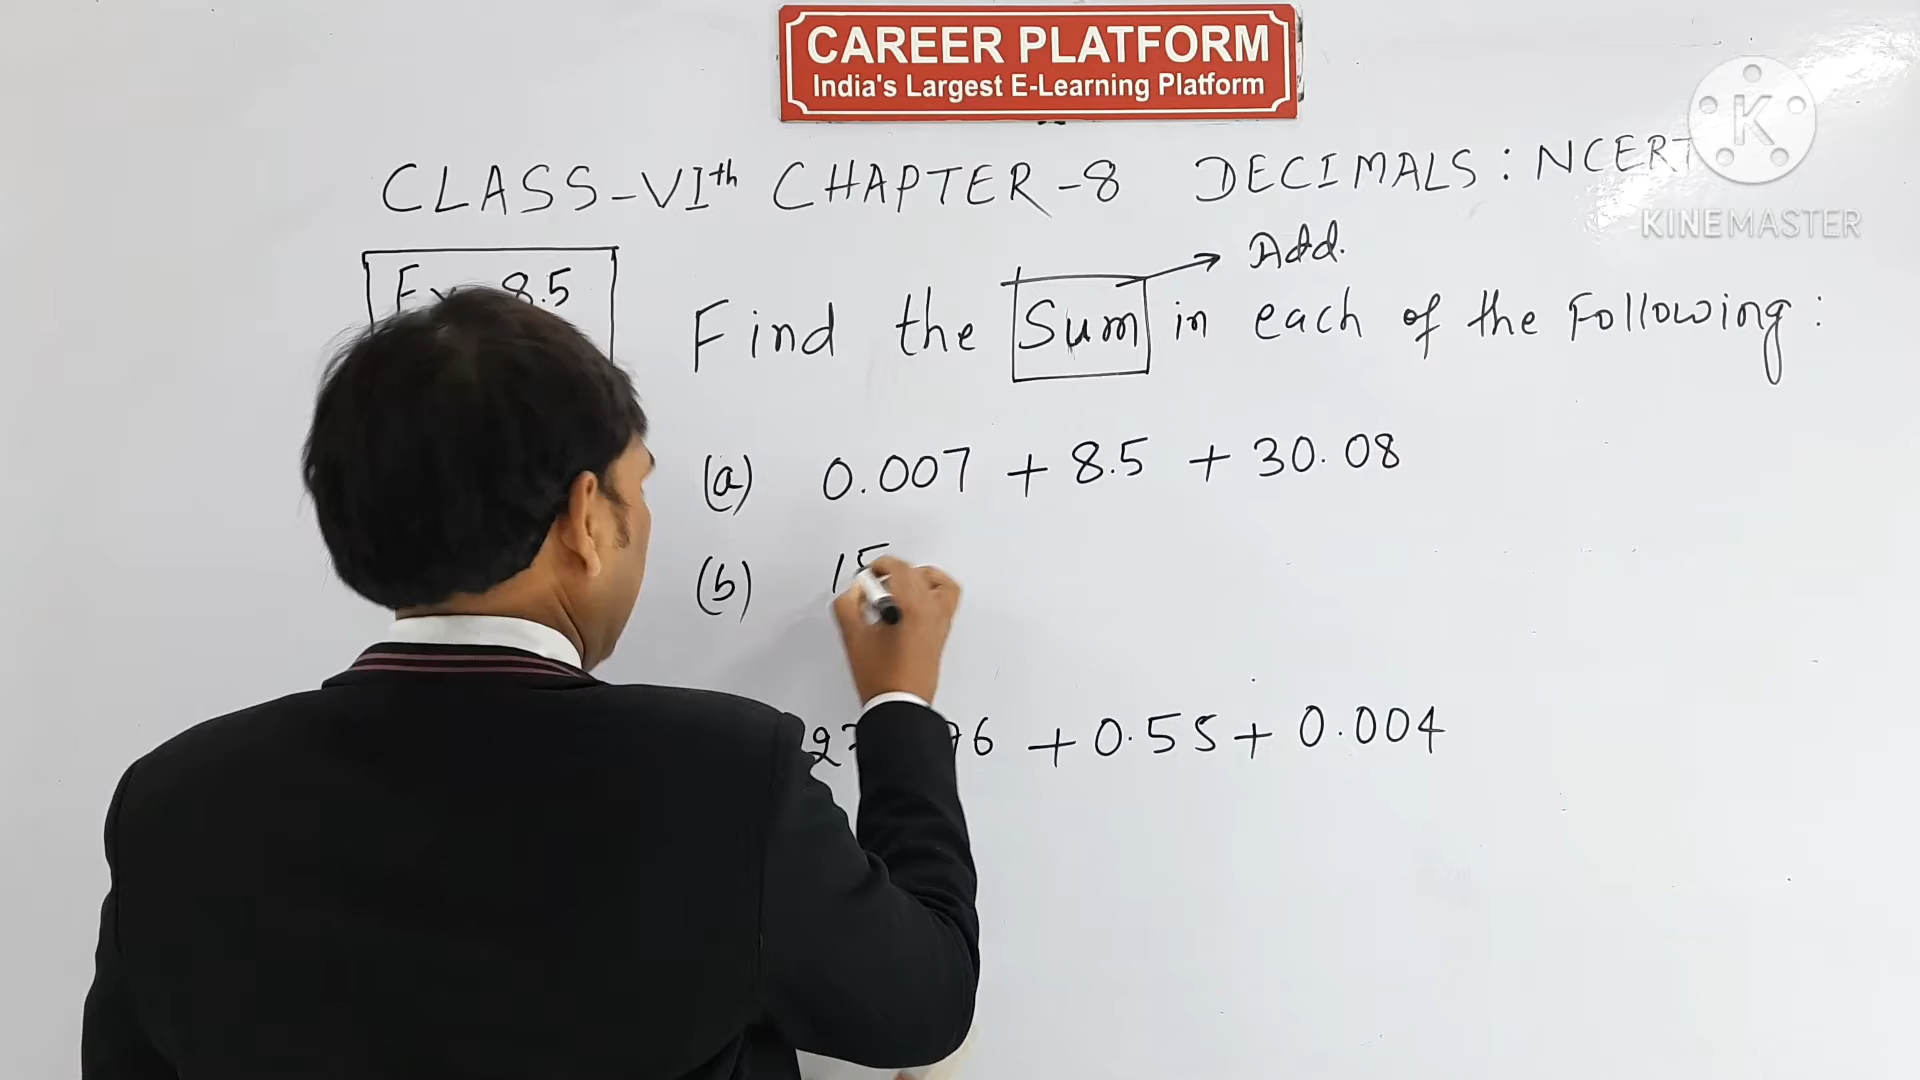 CAREER PLATFORM
India's Largest E-Learning Platform
K
KINEMASTER
CLASS-VIth CHAPTER-8 DECIMALS : NCERT
Ex 8.5
Add.
Find the Sum in each of the Following :
(a) 0.007 + 8.5 + 30.08
(b) 15
+ 0.55 + 0.004